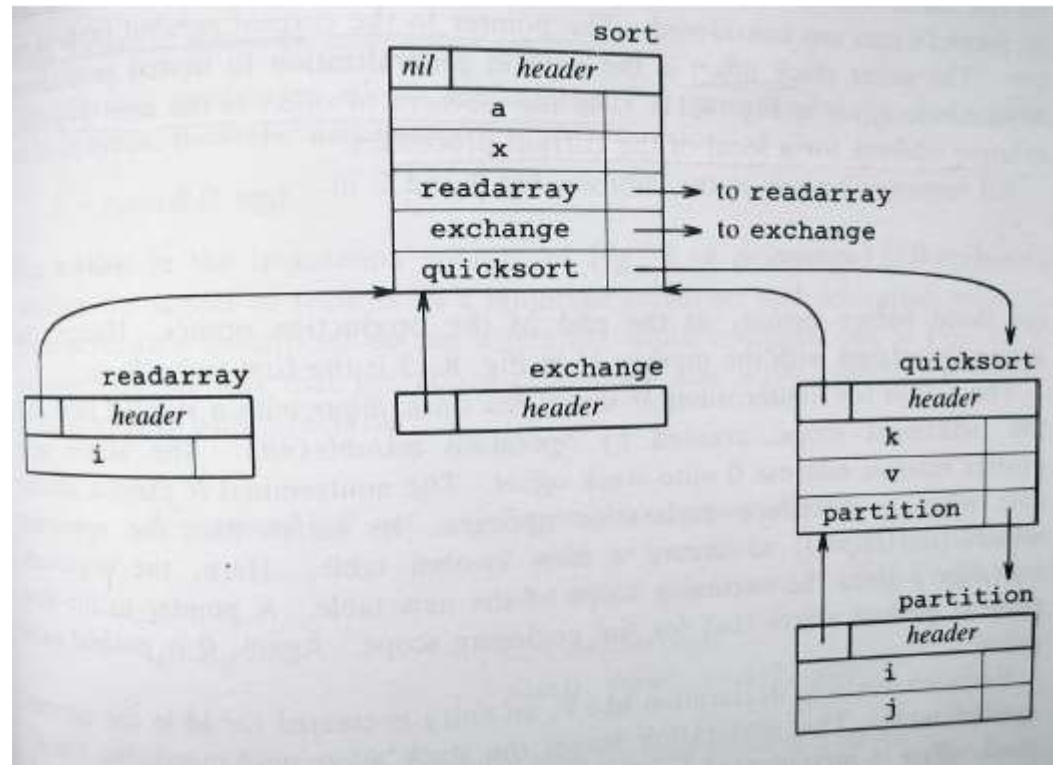 sort
nil header
a
x
readarray to readarray
exchange to exchange
quicksort
readarray
header
i
exchange
header
quicksort
header
k
v
partition
partition
header
i
j